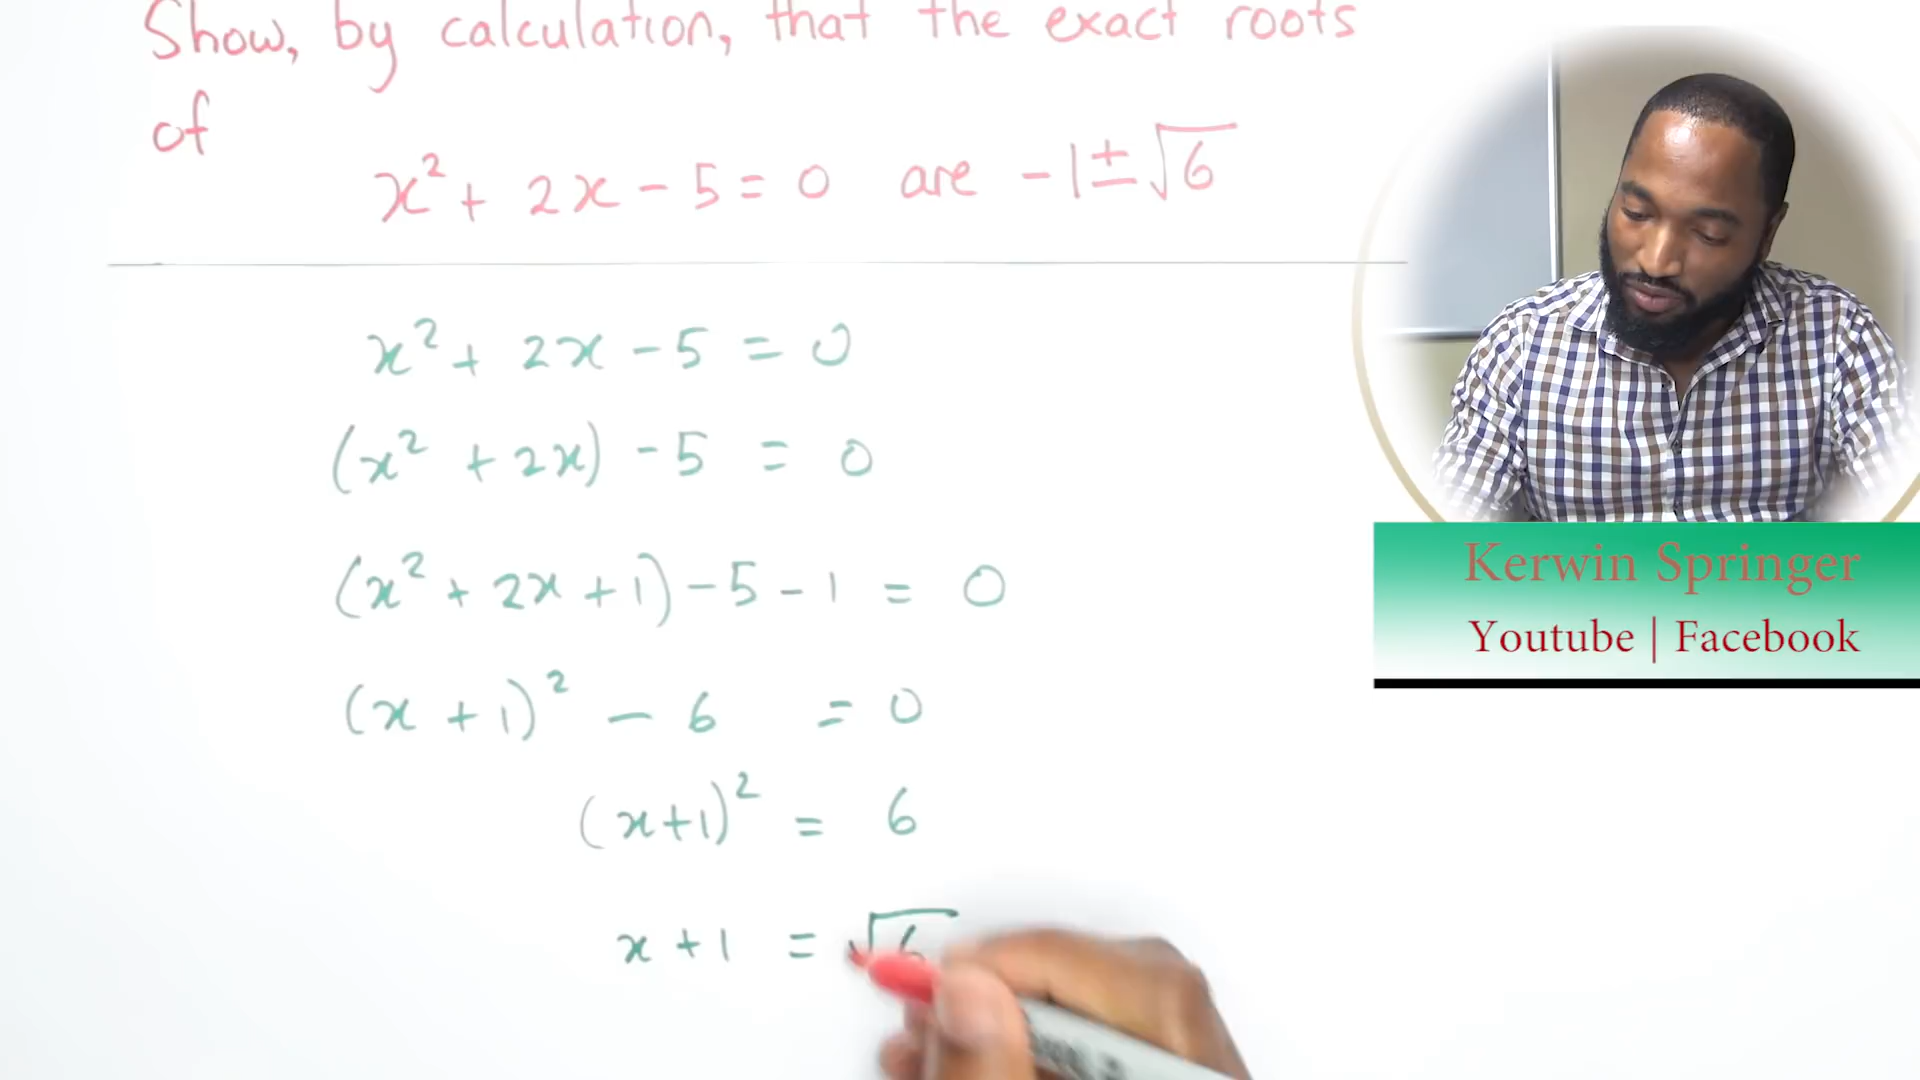 Show, by calculation, that the exact roots
of
x² + 2x - 5 = 0 are -1 ± √6
x² + 2x - 5 = 0
(x² + 2x) - 5 = 0
(x² + 2x + 1) - 5 - 1 = 0
(x + 1)² - 6 = 0
(x+1)² = 6
x + 1 = √6
Kerwin Springer
Youtube | Facebook